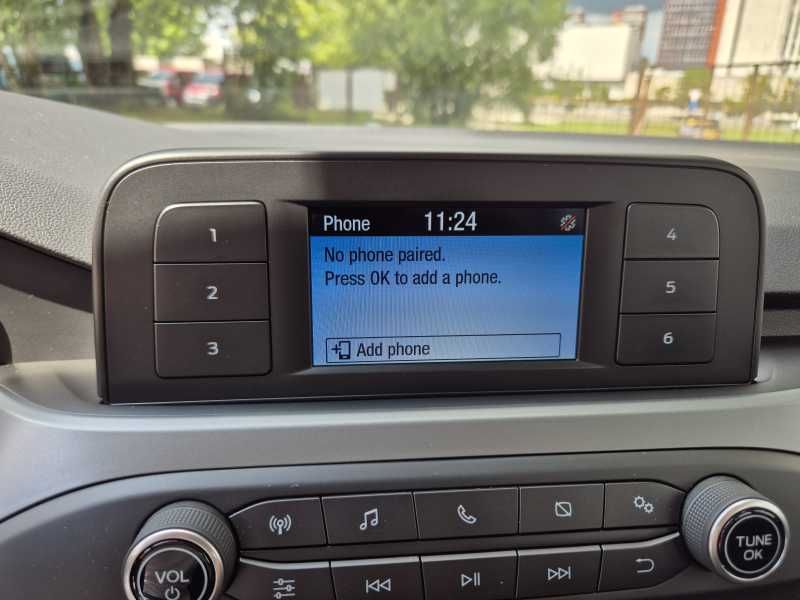 Phone 11:24
No phone paired.
Press OK to add a phone.
Add phone
1
2
3
4
5
6
VOL
TUNE
OK